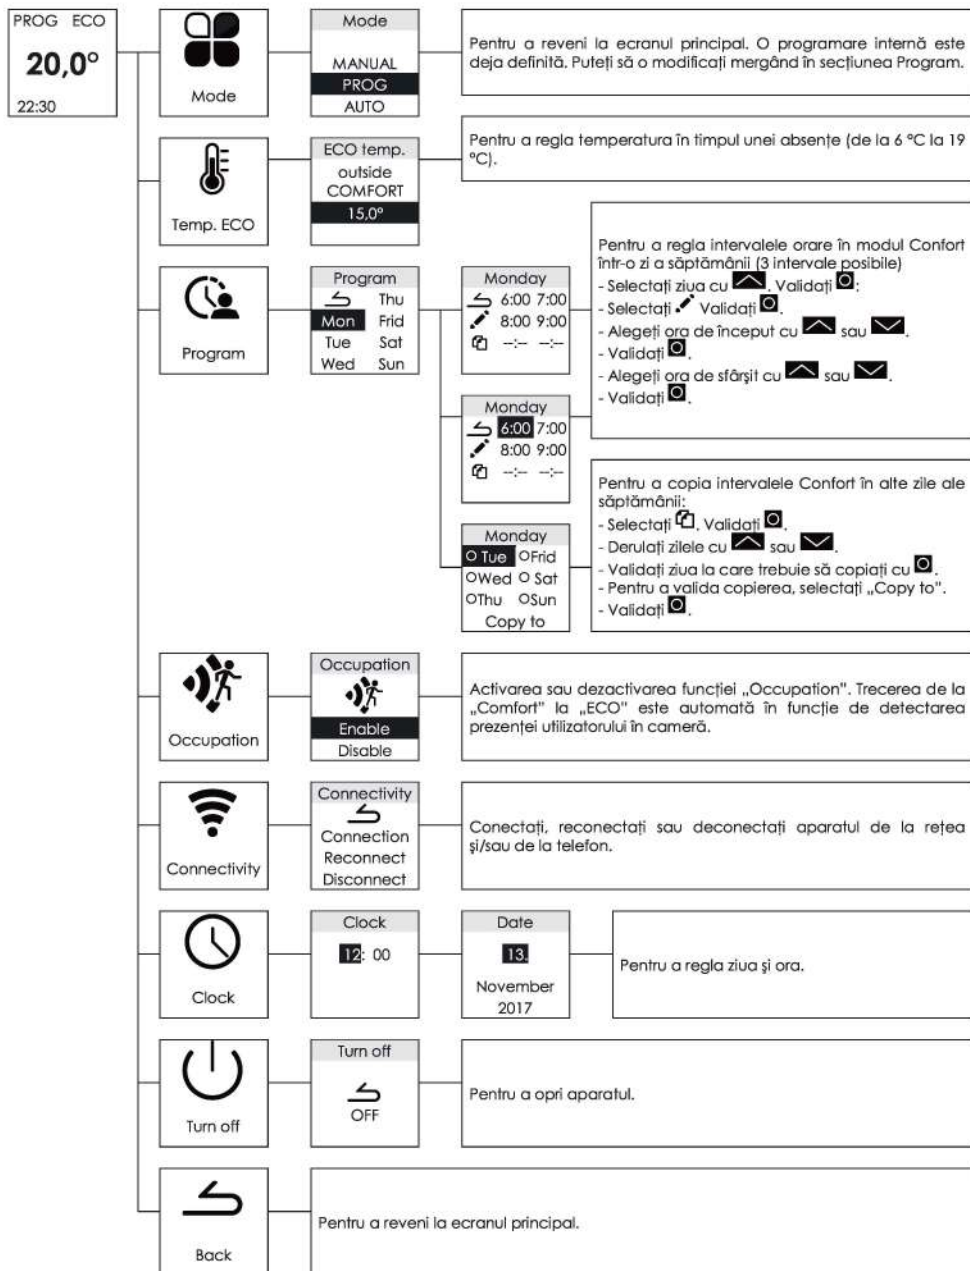 PROG ECO
20,0°
22:30
Mode
Mode
MANUAL
PROG
AUTO
Pentru a reveni la ecranul principal. O programare internă este
deja definită. Puteți să o modificați mergând în secțiunea Program.
Temp. ECO
ECO temp.
outside
COMFORT
15,0°
Pentru a regla temperatura în timpul unei absențe (de la 6 °C la 19
°C).
Program
Program
Thu
Mon Frid
Tue Sat
Wed Sun
Monday
6:00 7:00
8:00 9:00
--:-- --:--
Pentru a regla intervalele orare în modul Confort
într-o zi a săptămânii (3 intervale posibile)
- Selectați ziua cu . Validați :
- Selectați Validați .
- Alegeți ora de început cu sau .
- Validați .
- Alegeți ora de sfârșit cu sau .
- Validați .
Monday
6:00 7:00
8:00 9:00
--:-- --:--
Monday
Tue Frid
Wed Sat
Thu Sun
Copy to
Pentru a copia intervalele Confort în alte zile ale
săptămânii:
- Selectați . Validați .
- Derulați zilele cu sau .
- Validați ziua la care trebuie să copiați cu .
- Pentru a valida copierea, selectați „Copy to”.
- Validați .
Occupation
Occupation
Enable
Disable
Activarea sau dezactivarea funcției „Occupation”. Trecerea de la
„Comfort” la „ECO” este automată în funcție de detectarea
prezenței utilizatorului în cameră.
Connectivity
Connectivity
Connection
Reconnect
Disconnect
Conectați, reconectați sau deconectați aparatul de la rețea
și/sau de la telefon.
Clock
Clock
12: 00
Date
13.
November
2017
Pentru a regla ziua și ora.
Turn off
Turn off
OFF
Pentru a opri aparatul.
Back
Pentru a reveni la ecranul principal.